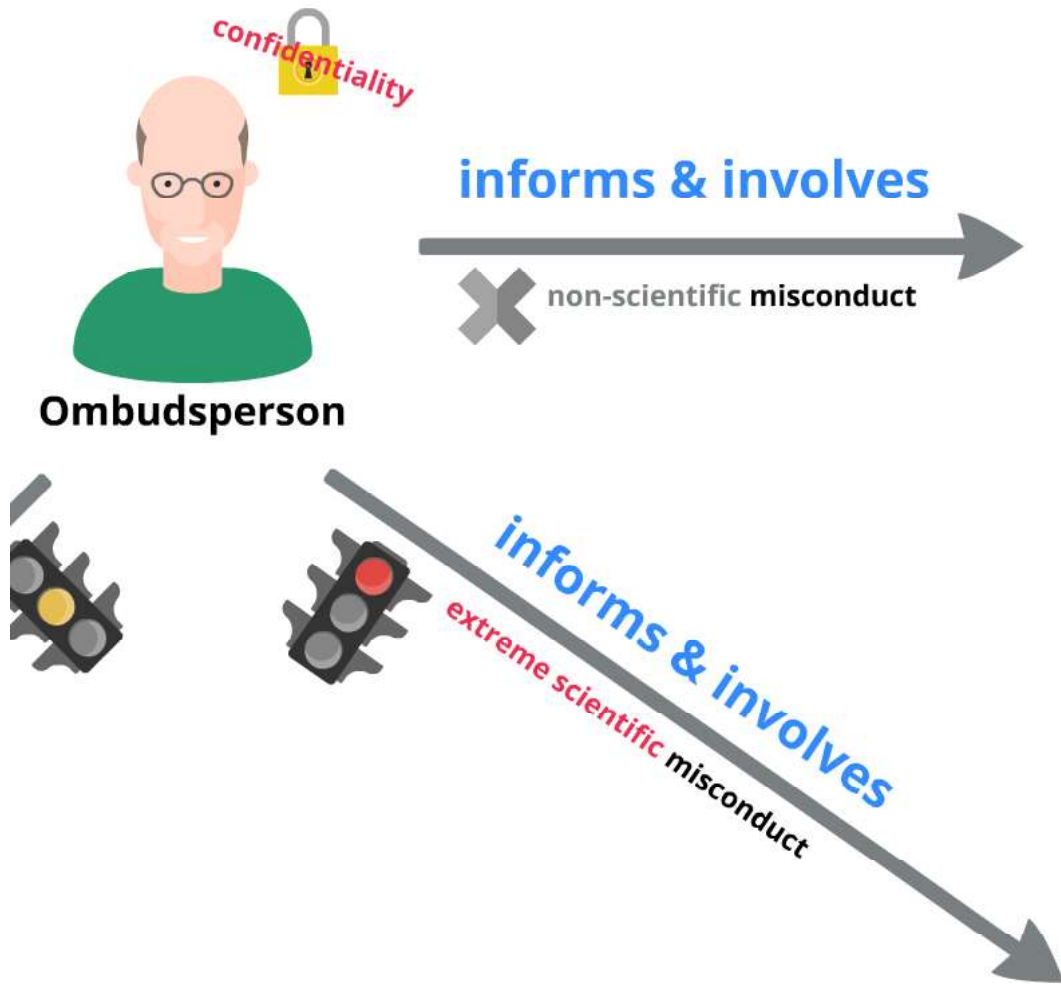 confidentiality
informs & involves
non-scientific misconduct
Ombudsperson
informs & involves
extreme scientific misconduct